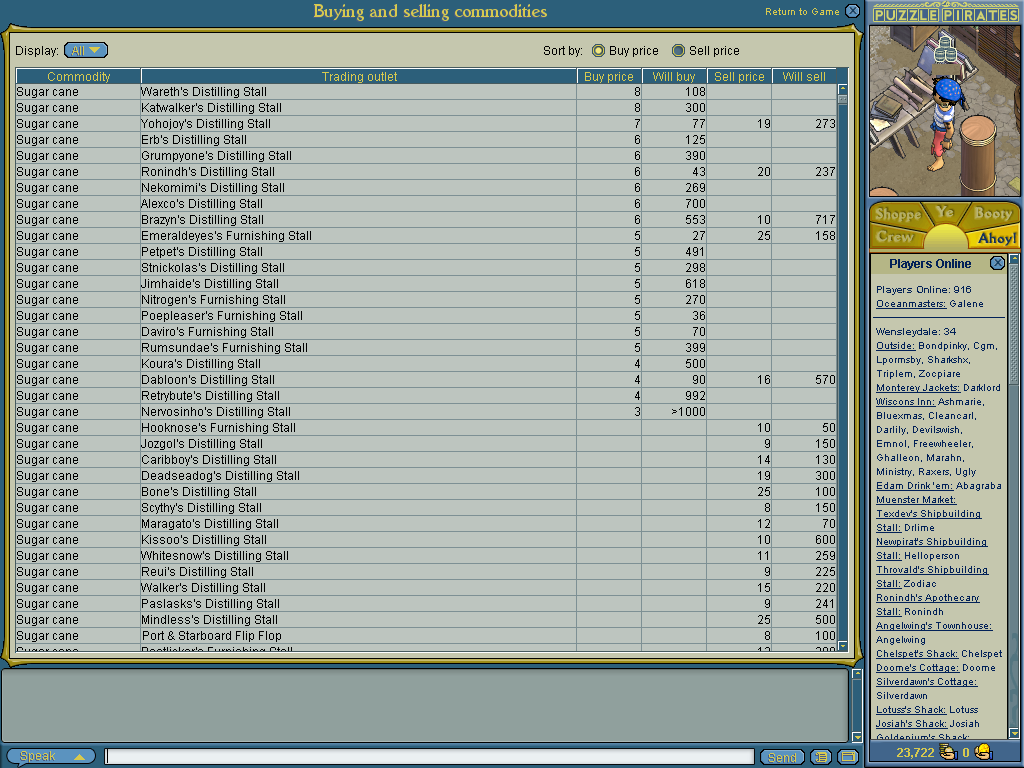 Buying and selling commodities
Return to Game
PUZZLE PIRATES
Display: All
Sort by: Buy price Sell price
Commodity Trading outlet Buy price Will buy Sell price Will sell
Sugar cane Wareth's Distilling Stall 8 108
Sugar cane Katwalker's Distilling Stall 8 300
Sugar cane Yohojoy's Distilling Stall 7 77 19 273
Sugar cane Erb's Distilling Stall 6 125
Sugar cane Grumpyone's Distilling Stall 6 390
Sugar cane Ronindh's Distilling Stall 6 43 20 237
Sugar cane Nekomimi's Distilling Stall 6 269
Sugar cane Alexco's Distilling Stall 6 700
Sugar cane Brazyn's Distilling Stall 6 553 10 717
Sugar cane Emeraldeyes's Furnishing Stall 5 27 25 158
Sugar cane Petpet's Distilling Stall 5 491
Sugar cane Stnickolas's Distilling Stall 5 298
Sugar cane Jimhaide's Distilling Stall 5 618
Sugar cane Nitrogen's Furnishing Stall 5 270
Sugar cane Poepleaser's Furnishing Stall 5 36
Sugar cane Daviro's Furnishing Stall 5 70
Sugar cane Rumsundae's Furnishing Stall 5 399
Sugar cane Koura's Distilling Stall 4 500
Sugar cane Dabloon's Distilling Stall 4 90 16 570
Sugar cane Retrybute's Distilling Stall 4 992
Sugar cane Nervosinho's Distilling Stall 3 >1000
Sugar cane Hooknose's Furnishing Stall 10 50
Sugar cane Jozgol's Distilling Stall 9 150
Sugar cane Caribboy's Distilling Stall 14 130
Sugar cane Deadseadog's Distilling Stall 19 300
Sugar cane Bone's Distilling Stall 25 100
Sugar cane Scythy's Distilling Stall 8 150
Sugar cane Maragato's Distilling Stall 12 70
Sugar cane Kissoo's Distilling Stall 10 600
Sugar cane Whitesnow's Distilling Stall 11 259
Sugar cane Reui's Distilling Stall 9 225
Sugar cane Walker's Distilling Stall 15 220
Sugar cane Paslasks's Distilling Stall 9 241
Sugar cane Mindless's Distilling Stall 25 500
Sugar cane Port & Starboard Flip Flop 8 100
Sugar cane
Speak
Send
Shoppe Ye Booty
Crew Ahoy!
Players Online
Players Online: 916
Oceanmasters: Galene
Wensleydale: 34
Outside: Bondpinky, Cgm,
Lpormsby, Sharkshx,
Triplem, Zocpiare
Monterey Jackets: Darklord
Wiscons Inn: Ashmarie,
Bluexmas, Cleancarl,
Darlily, Devilswish,
Emnol, Freewheeler,
Ghalleon, Marahn,
Ministry, Raxers, Ugly
Edam Drink'em: Abagraba
Muenster Market:
Texdev's Shipbuilding
Stall: Drlime
Newpirat's Shipbuilding
Stall: Helloperson
Throvald's Shipbuilding
Stall: Zodiac
Ronindh's Apothecary
Stall: Ronindh
Angelwing's Townhouse:
Angelwing
Chelspet's Shack: Chelspet
Doome's Cottage: Doome
Silverdawn's Cottage:
Silverdawn
Lotuss's Shack: Lotuss
Josiah's Shack: Josiah
Goldenium's Shack:
23,722 0